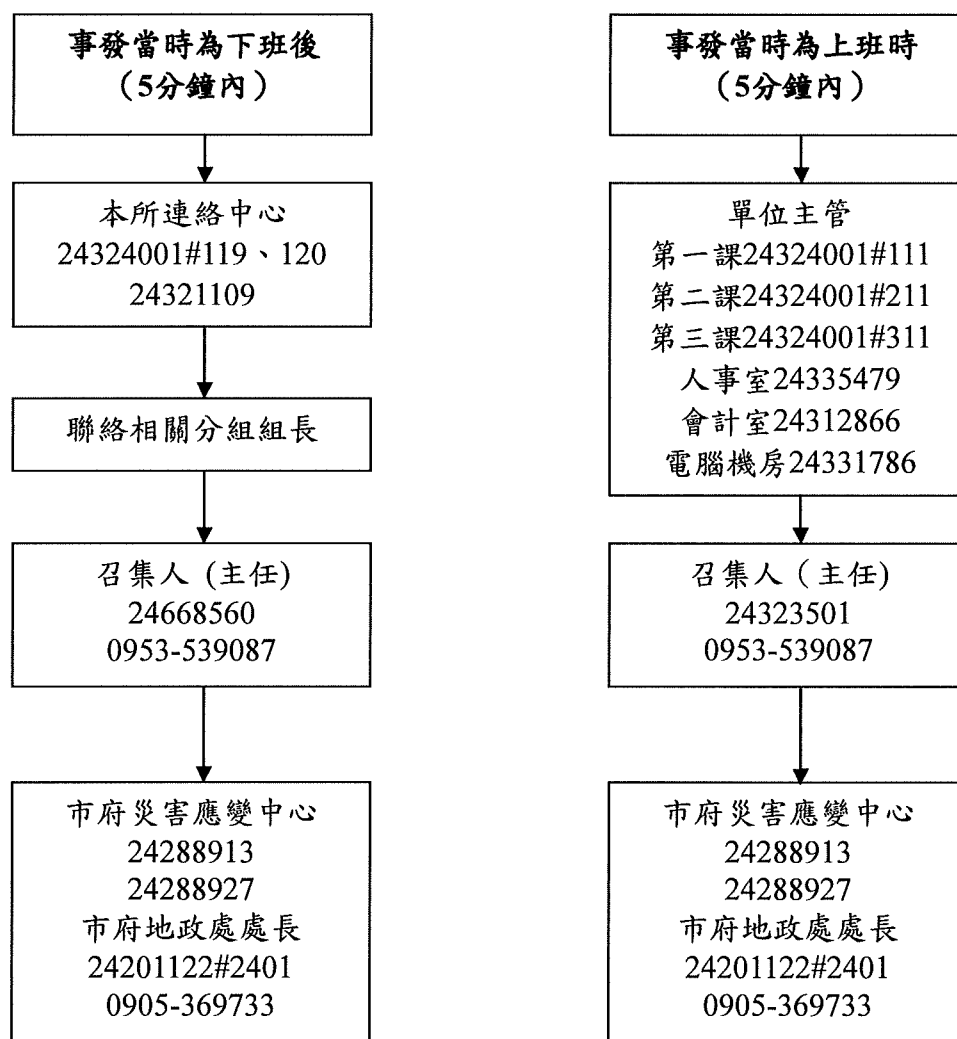 事發當時為下班後
（5分鐘內）
本所連絡中心
24324001#119、120
24321109
聯絡相關分組組長
召集人 (主任)
24668560
0953-539087
市府災害應變中心
24288913
24288927
市府地政處處長
24201122#2401
0905-369733
事發當時為上班時
（5分鐘內）
單位主管
第一課24324001#111
第二課24324001#211
第三課24324001#311
人事室24335479
會計室24312866
電腦機房24331786
召集人（主任)
24323501
0953-539087
市府災害應變中心
24288913
24288927
市府地政處處長
24201122#2401
0905-369733